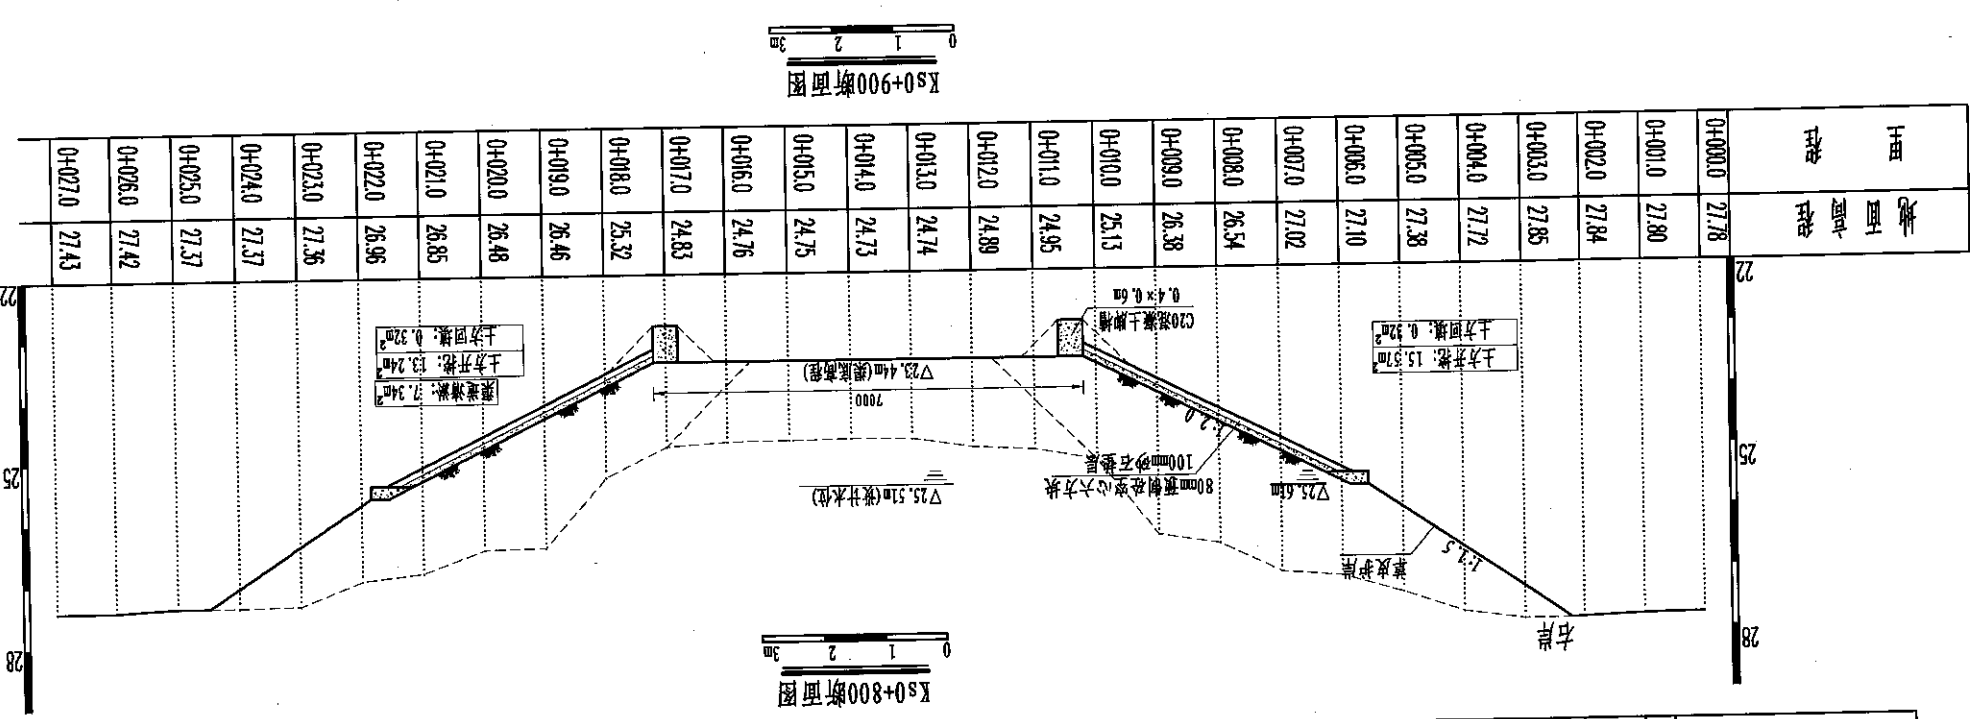 Ks0+800断面图
0 1 2 3m
28
28
右岸
草皮护岸
1:1.5
▽25.61m
▽25.51m(设计水位)
80mm预制砼空心六方块
100mm砂石垫层
25
25
1:2.0
7000
▽23.44m(渠底高程)
渠道清淤: 7.34m²
土方开挖: 15.57m²
土方开挖: 13.24m²
土方回填: 0.32m²
土方回填: 0.32m²
C20混凝土脚槽
0.4×0.6m
22
22
地面高程 27.78 27.80 27.84 27.85 27.72 27.38 27.10 27.02 26.54 26.38 25.13 24.95 24.89 24.74 24.73 24.75 24.76 24.83 25.32 26.46 26.48 26.85 26.96 27.36 27.37 27.37 27.42 27.43
里程 0+000.0 0+001.0 0+002.0 0+003.0 0+004.0 0+005.0 0+006.0 0+007.0 0+008.0 0+009.0 0+010.0 0+011.0 0+012.0 0+013.0 0+014.0 0+015.0 0+016.0 0+017.0 0+018.0 0+019.0 0+020.0 0+021.0 0+022.0 0+023.0 0+024.0 0+025.0 0+026.0 0+027.0
Ks0+900断面图
0 1 2 3m